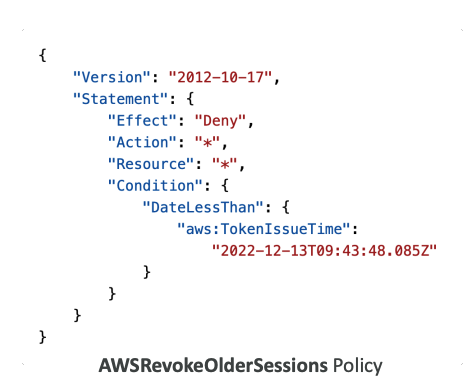 {
    "Version": "2012-10-17",
    "Statement": {
        "Effect": "Deny",
        "Action": "*",
        "Resource": "*",
        "Condition": {
            "DateLessThan": {
                "aws:TokenIssueTime":
                    "2022-12-13T09:43:48.085Z"
            }
        }
    }
}
AWSRevokeOlderSessions Policy